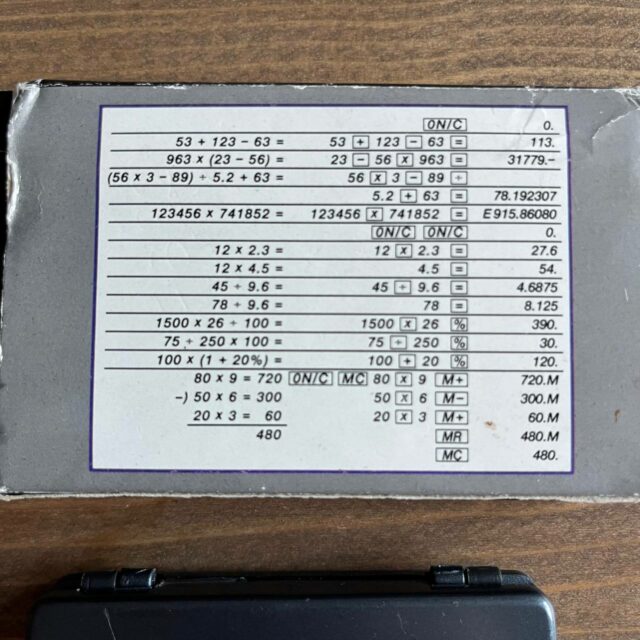 ON/C 0.
53 + 123 − 63 = 53 + 123 − 63 = 113.
963 x (23 − 56) = 23 − 56 x 963 = 31779.-
(56 x 3 − 89) ÷ 5.2 + 63 = 56 x 3 − 89 ÷
5.2 + 63 = 78.192307
123456 x 741852 = 123456 x 741852 = E915.86080
ON/C ON/C 0.
12 x 2.3 = 12 x 2.3 = 27.6
12 x 4.5 = 4.5 = 54.
45 ÷ 9.6 = 45 ÷ 9.6 = 4.6875
78 ÷ 9.6 = 78 = 8.125
1500 x 26 ÷ 100 = 1500 x 26 % 390.
75 ÷ 250 x 100 = 75 ÷ 250 % 30.
100 x (1 + 20%) = 100 + 20 % 120.
80 x 9 = 720 ON/C MC 80 x 9 M+ 720.M
−) 50 x 6 = 300 50 x 6 M− 300.M
20 x 3 = 60 20 x 3 M+ 60.M
480 MR 480.M
MC 480.